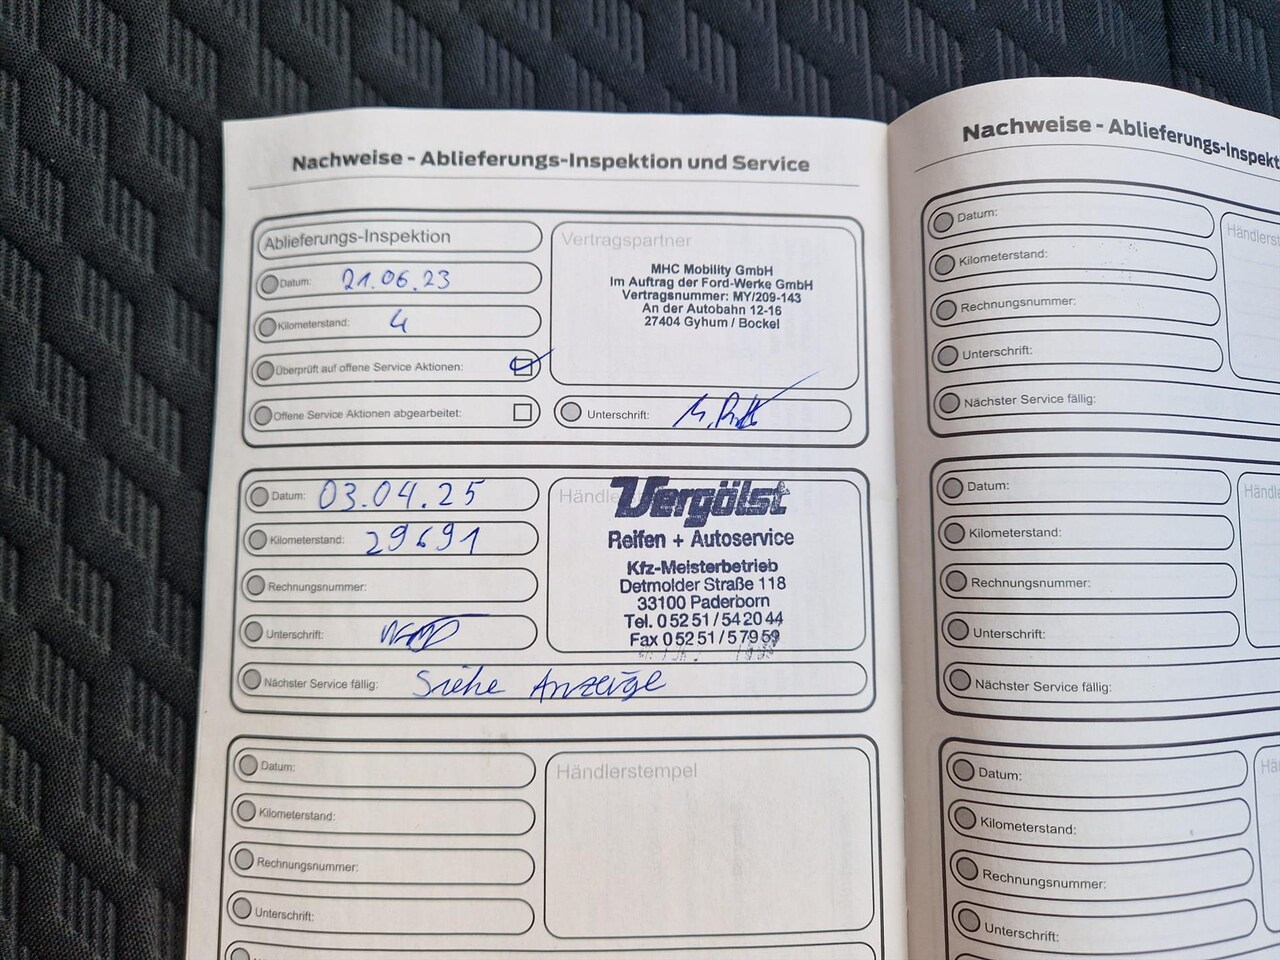 Nachweise - Ablieferungs-Inspektion und Service
Ablieferungs-Inspektion
Datum: 21.06.23
Kilometerstand: 4
Überprüft auf offene Service Aktionen:
Offene Service Aktionen abgearbeitet:
Vertragspartner
MHC Mobility GmbH
Im Auftrag der Ford-Werke GmbH
Vertragsnummer: MY/209-143
An der Autobahn 12-16
27404 Gyhum / Bockel
Unterschrift:
Datum: 03.04.25
Kilometerstand: 29691
Rechnungsnummer:
Unterschrift:
Vergölst
Reifen + Autoservice
Kfz-Meisterbetrieb
Detmolder Straße 118
33100 Paderborn
Tel. 05251/542044
Fax 05251/57959
Nächster Service fällig: Siehe Anzeige
Datum:
Kilometerstand:
Rechnungsnummer:
Unterschrift:
Händlerstempel
Nachweise - Ablieferungs-Inspekt
Datum:
Kilometerstand:
Rechnungsnummer:
Unterschrift:
Nächster Service fällig:
Datum:
Kilometerstand:
Rechnungsnummer:
Unterschrift:
Nächster Service fällig:
Datum:
Kilometerstand:
Rechnungsnummer:
Unterschrift: